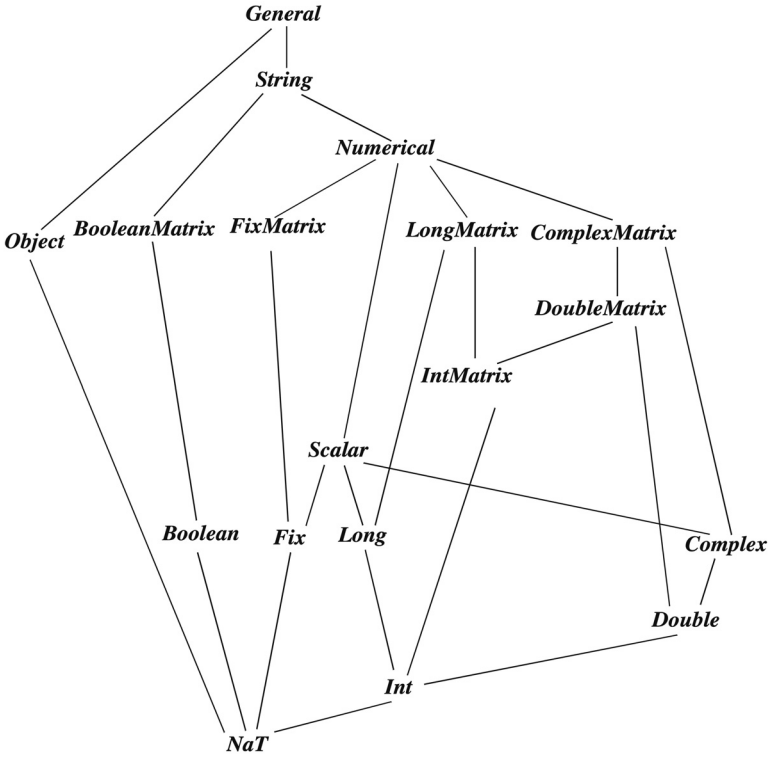 General
String
Numerical
Object
BooleanMatrix
FixMatrix
LongMatrix
ComplexMatrix
DoubleMatrix
IntMatrix
Scalar
Boolean
Fix
Long
Complex
Double
Int
NaT